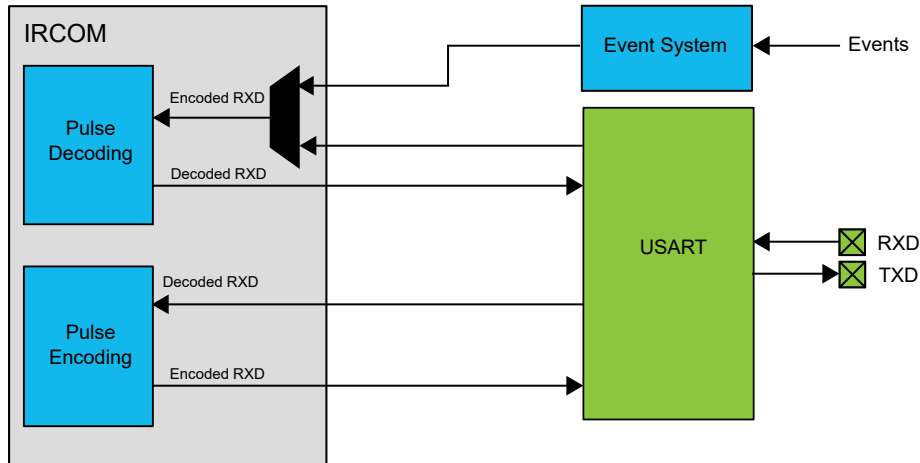 IRCOM
Event System
Events
Encoded RXD
Pulse
Decoding
Decoded RXD
USART
RXD
TXD
Decoded RXD
Pulse
Encoding
Encoded RXD